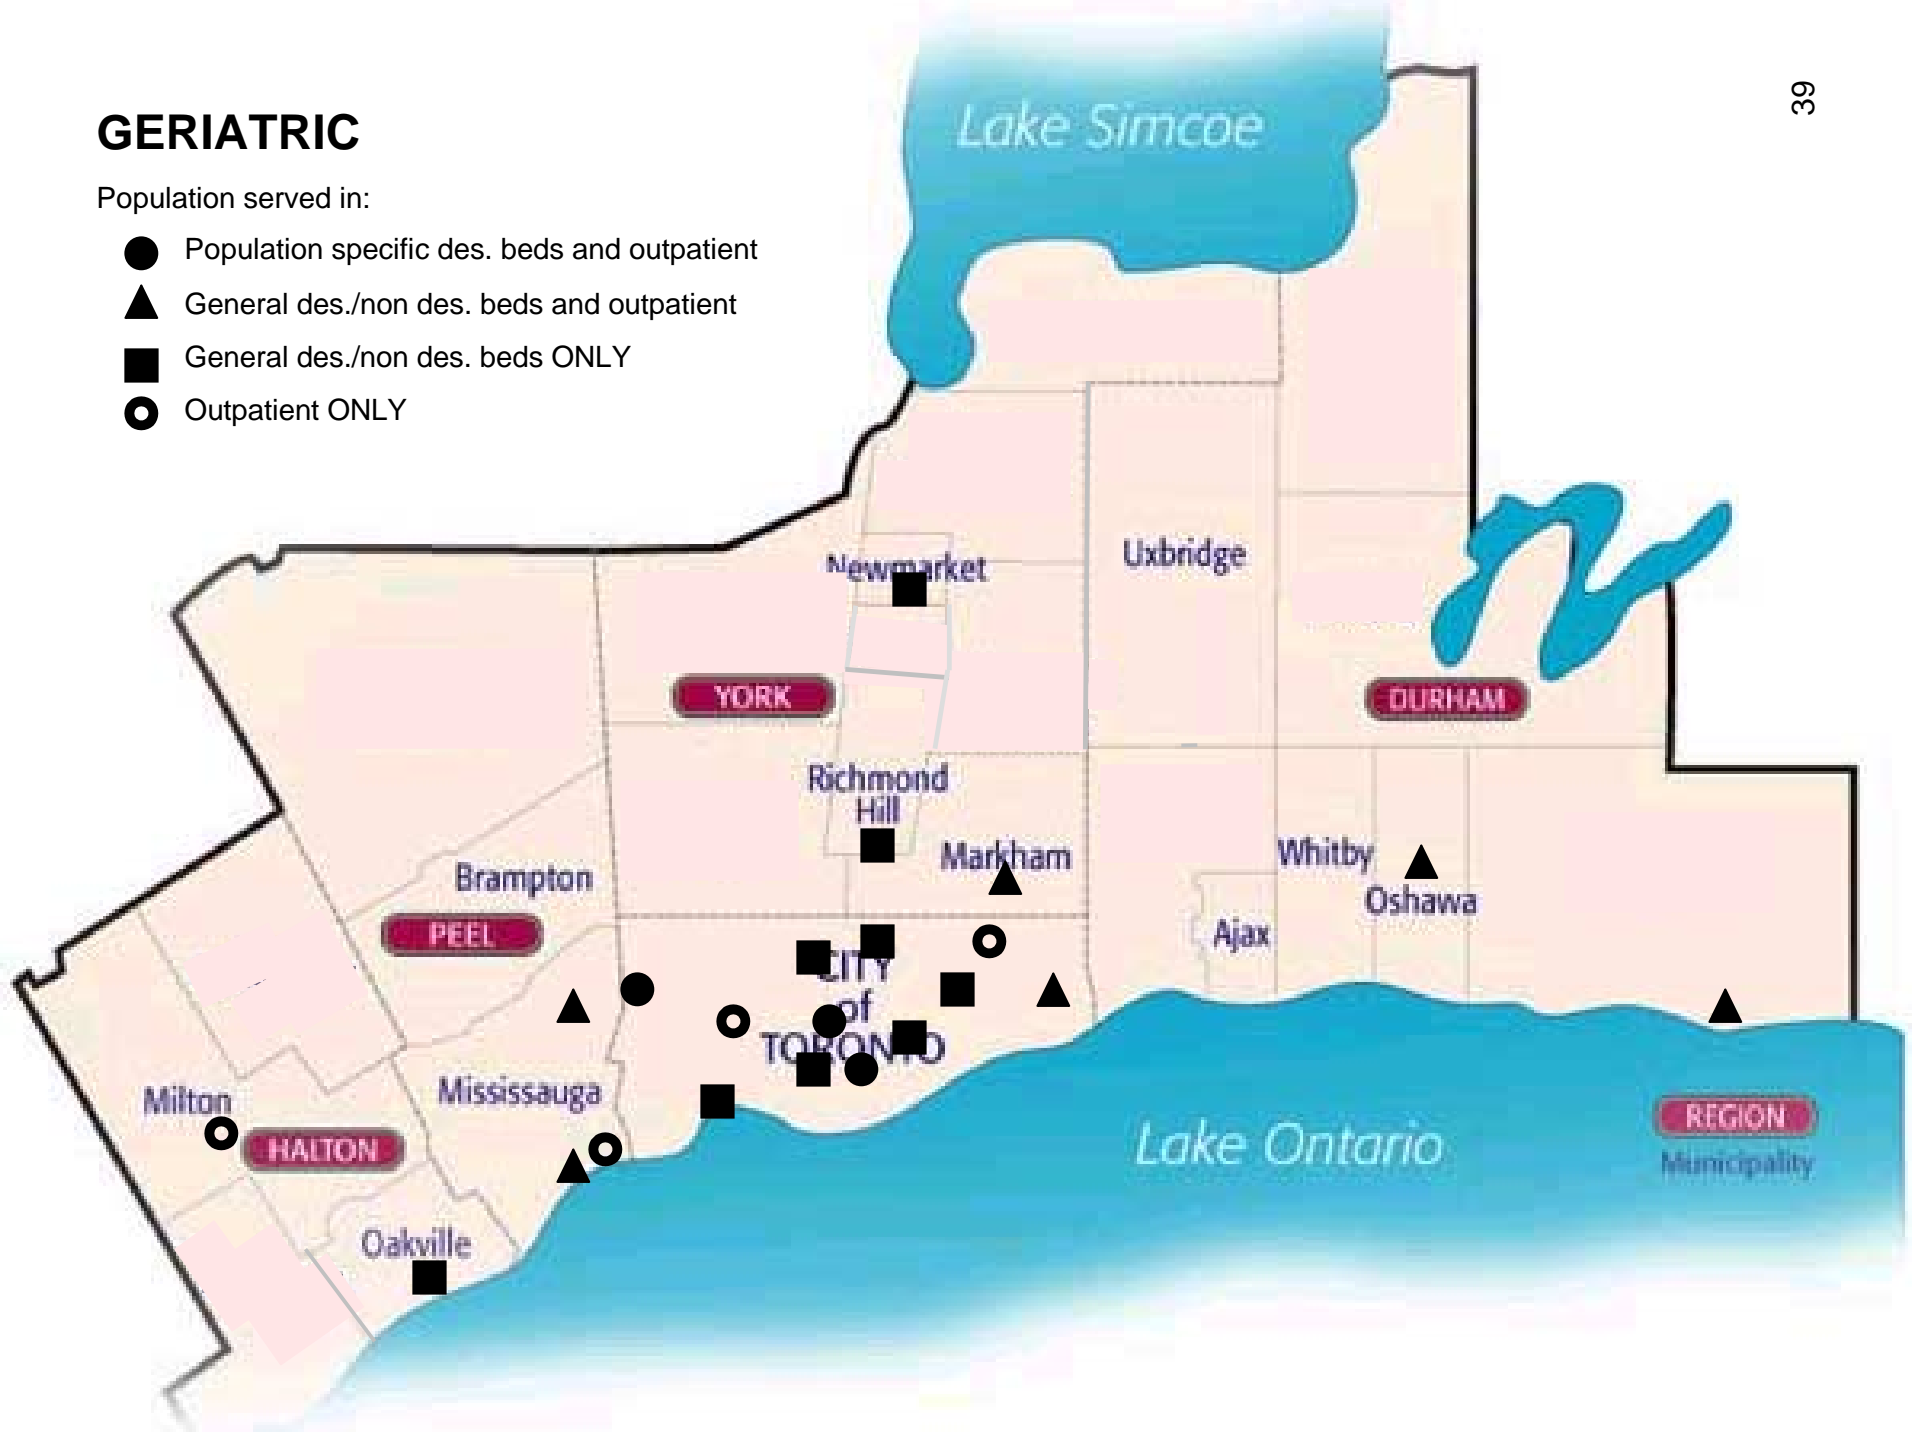 39
GERIATRIC
Population served in:
Population specific des. beds and outpatient
General des./non des. beds and outpatient
General des./non des. beds ONLY
Outpatient ONLY
Lake Simcoe
Newmarket
Uxbridge
YORK
DURHAM
Richmond
Hill
Markham
Whitby
Oshawa
Brampton
PEEL
Ajax
CITY
of
TORONTO
Milton
Mississauga
HALTON
Oakville
Lake Ontario
REGION
Municipality